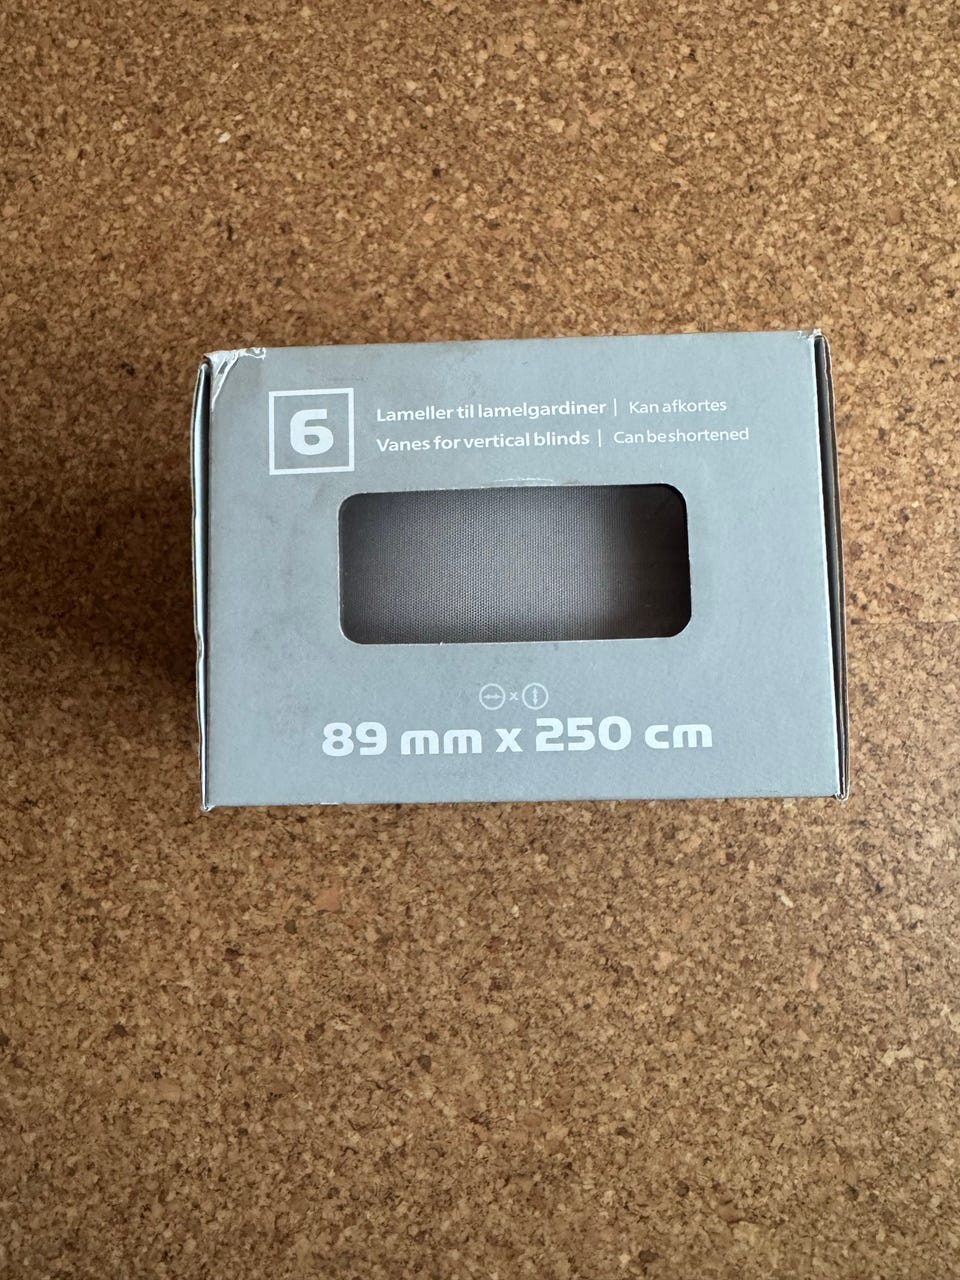 6
Lameller til lamelgardiner | Kan afkortes
Vanes for vertical blinds | Can be shortened
x
89 mm x 250 cm